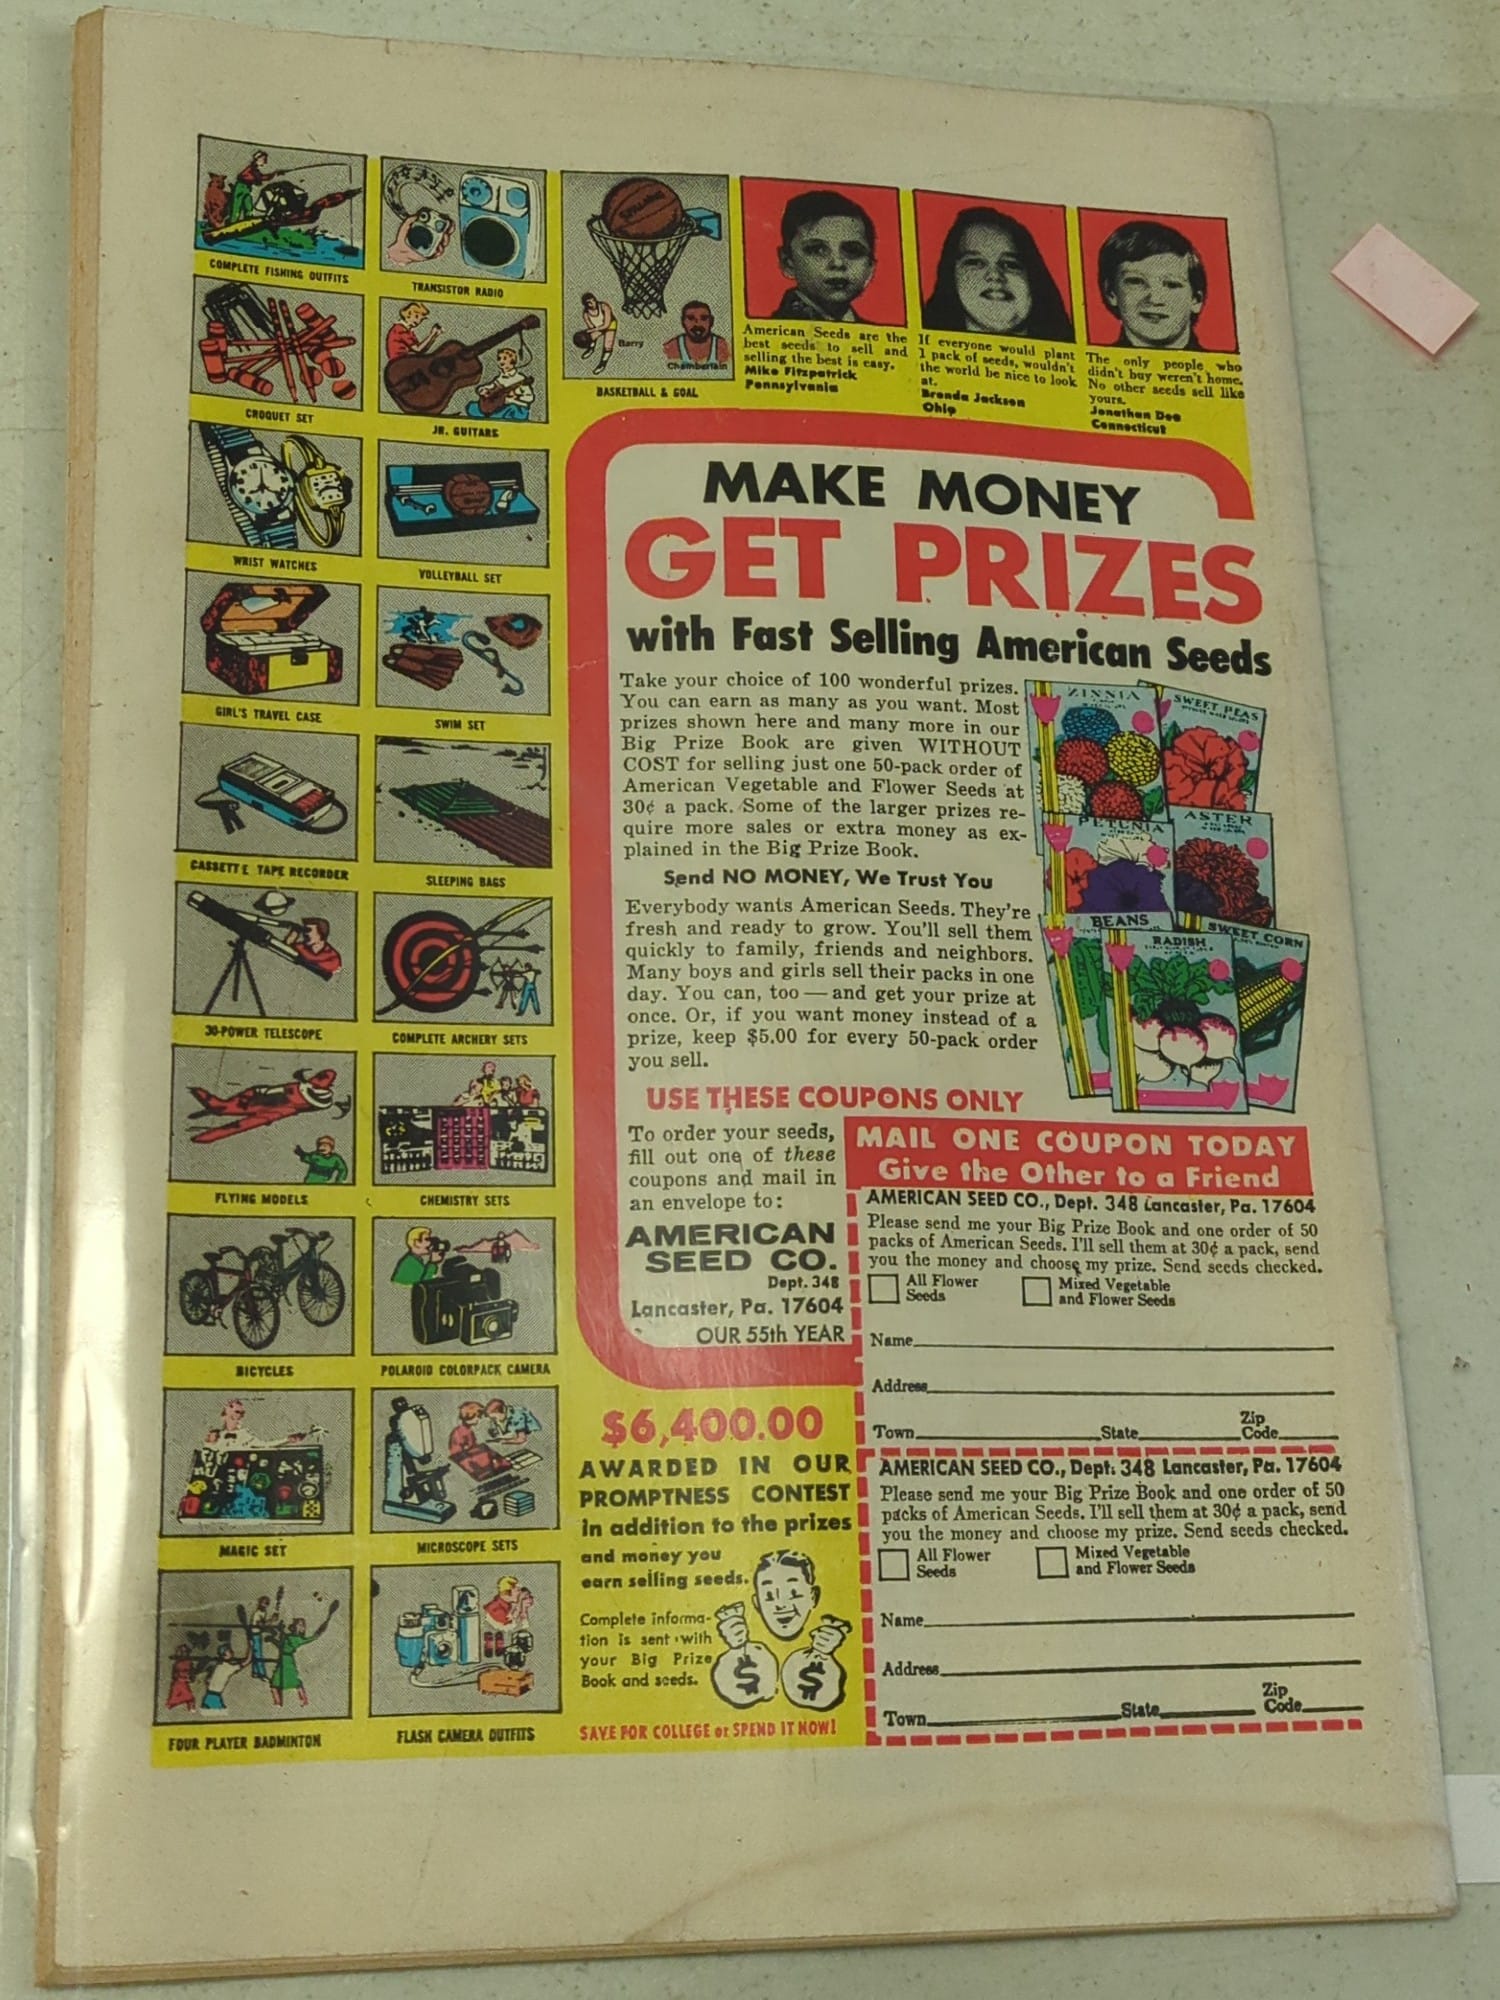 COMPLETE FISHING OUTFITS
TRANSISTOR RADIO
SPALDING
Barry
Chamberlain
BASKETBALL & GOAL
CROQUET SET
JR. GUITARS
WRIST WATCHES
VOLLEYBALL SET
GIRL'S TRAVEL CASE
SWIM SET
CASSETTE TAPE RECORDER
SLEEPING BAGS
30-POWER TELESCOPE
COMPLETE ARCHERY SETS
FLYING MODELS
CHEMISTRY SETS
BICYCLES
POLAROID COLORPACK CAMERA
MAGIC SET
MICROSCOPE SETS
FOUR PLAYER BADMINTON
FLASH CAMERA OUTFITS
American Seeds are the
best seeds to sell and
selling the best is easy.
Mike Fitzpatrick
Pennsylvania
If everyone would plant
1 pack of seeds, wouldn't
the world be nice to look
at.
Brenda Jackson
Ohio
The only people who
didn't buy weren't home.
No other seeds sell like
yours.
Jonathan Dee
Connecticut
MAKE MONEY
GET PRIZES
with Fast Selling American Seeds
Take your choice of 100 wonderful prizes.
You can earn as many as you want. Most
prizes shown here and many more in our
Big Prize Book are given WITHOUT
COST for selling just one 50-pack order of
American Vegetable and Flower Seeds at
30¢ a pack. Some of the larger prizes re-
quire more sales or extra money as ex-
plained in the Big Prize Book.
Send NO MONEY, We Trust You
Everybody wants American Seeds. They're
fresh and ready to grow. You'll sell them
quickly to family, friends and neighbors.
Many boys and girls sell their packs in one
day. You can, too — and get your prize at
once. Or, if you want money instead of a
prize, keep $5.00 for every 50-pack order
you sell.
ZINNIA
SWEET PEAS
PETUNIA
ASTER
BEANS
RADISH
SWEET CORN
USE THESE COUPONS ONLY
To order your seeds,
fill out one of these
coupons and mail in
an envelope to:
AMERICAN
SEED CO.
Dept. 348
Lancaster, Pa. 17604
OUR 55th YEAR
MAIL ONE COUPON TODAY
Give the Other to a Friend
AMERICAN SEED CO., Dept. 348 Lancaster, Pa. 17604
Please send me your Big Prize Book and one order of 50
packs of American Seeds. I'll sell them at 30¢ a pack, send
you the money and choose my prize. Send seeds checked.
All Flower
Seeds
Mixed Vegetable
and Flower Seeds
Name
Address
Town State Zip
Code
AMERICAN SEED CO., Dept. 348 Lancaster, Pa. 17604
Please send me your Big Prize Book and one order of 50
packs of American Seeds. I'll sell them at 30¢ a pack, send
you the money and choose my prize. Send seeds checked.
All Flower
Seeds
Mixed Vegetable
and Flower Seeds
Name
Address
Town State Zip
Code
$6,400.00
AWARDED IN OUR
PROMPTNESS CONTEST
in addition to the prizes
and money you
earn selling seeds.
Complete informa-
tion is sent with
your Big Prize
Book and seeds.
$ $
SAVE FOR COLLEGE or SPEND IT NOW!